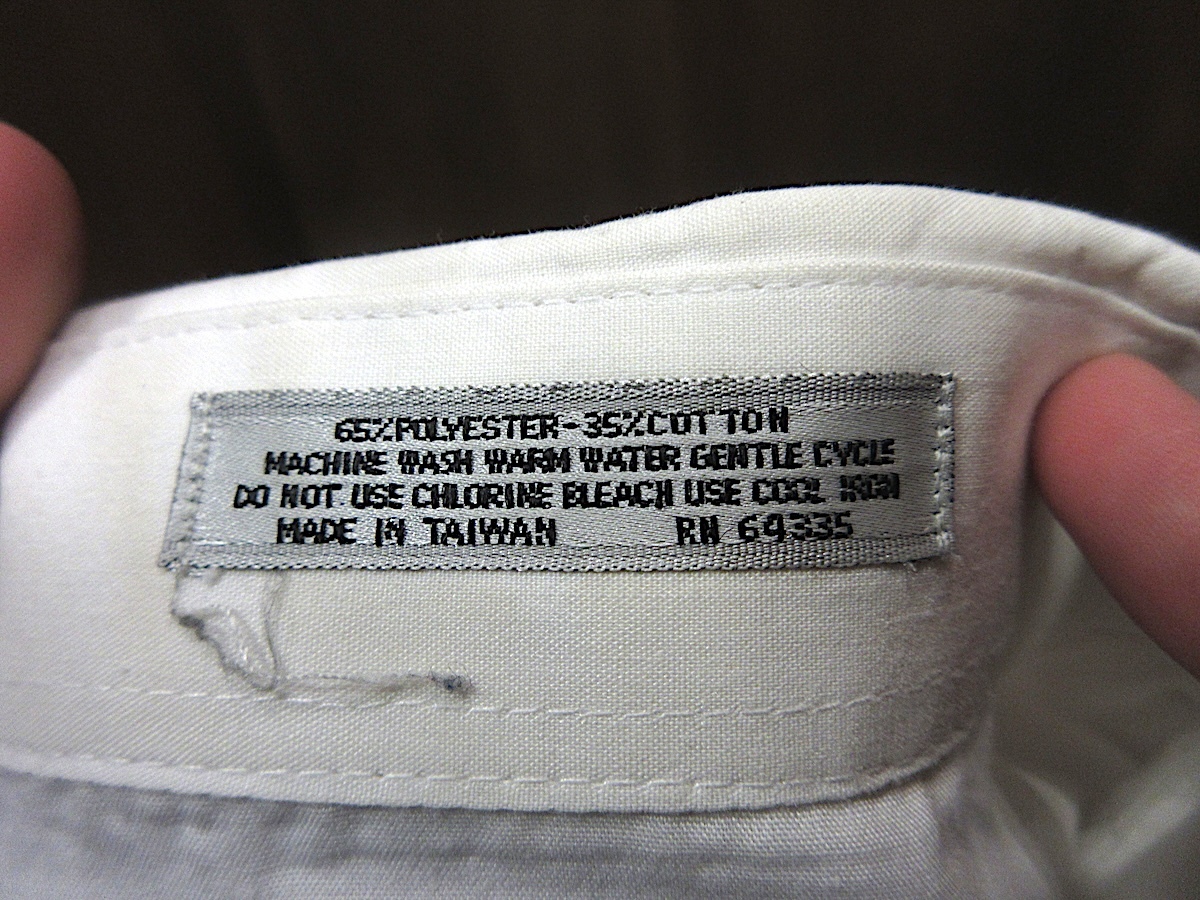 65%POLYESTER-35%COTTON
MACHINE WASH WARM WATER GENTLE CYCLE
DO NOT USE CHLORINE BLEACH USE COOL IRON
MADE IN TAIWAN RN 64335